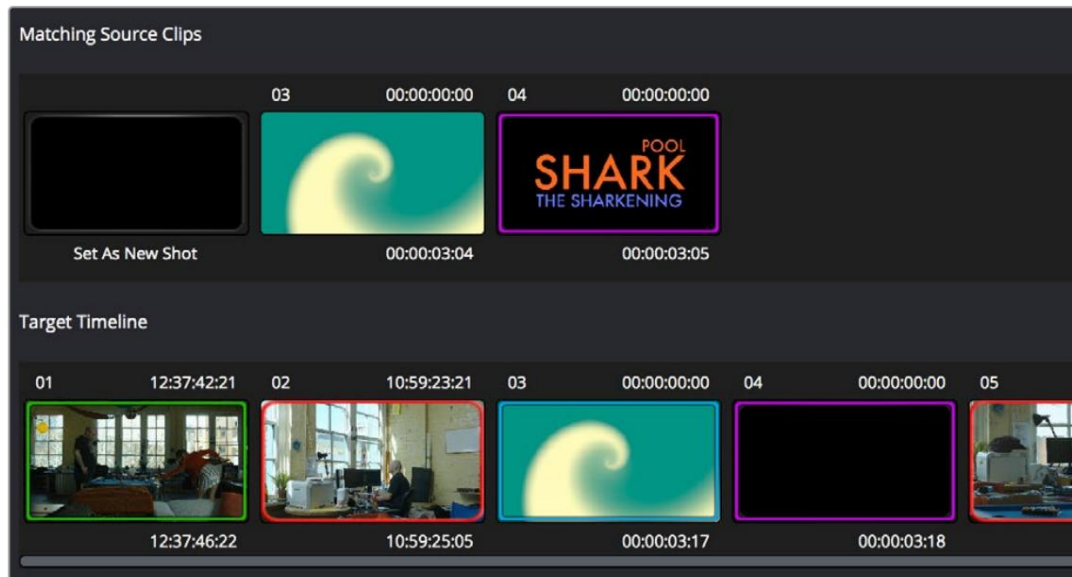 Matching Source Clips
03 00:00:00:00 04 00:00:00:00
POOL
SHARK
THE SHARKENING
Set As New Shot 00:00:03:04 00:00:03:05
Target Timeline
01 12:37:42:21 02 10:59:23:21 03 00:00:00:00 04 00:00:00:00 05
12:37:46:22 10:59:25:05 00:00:03:17 00:00:03:18